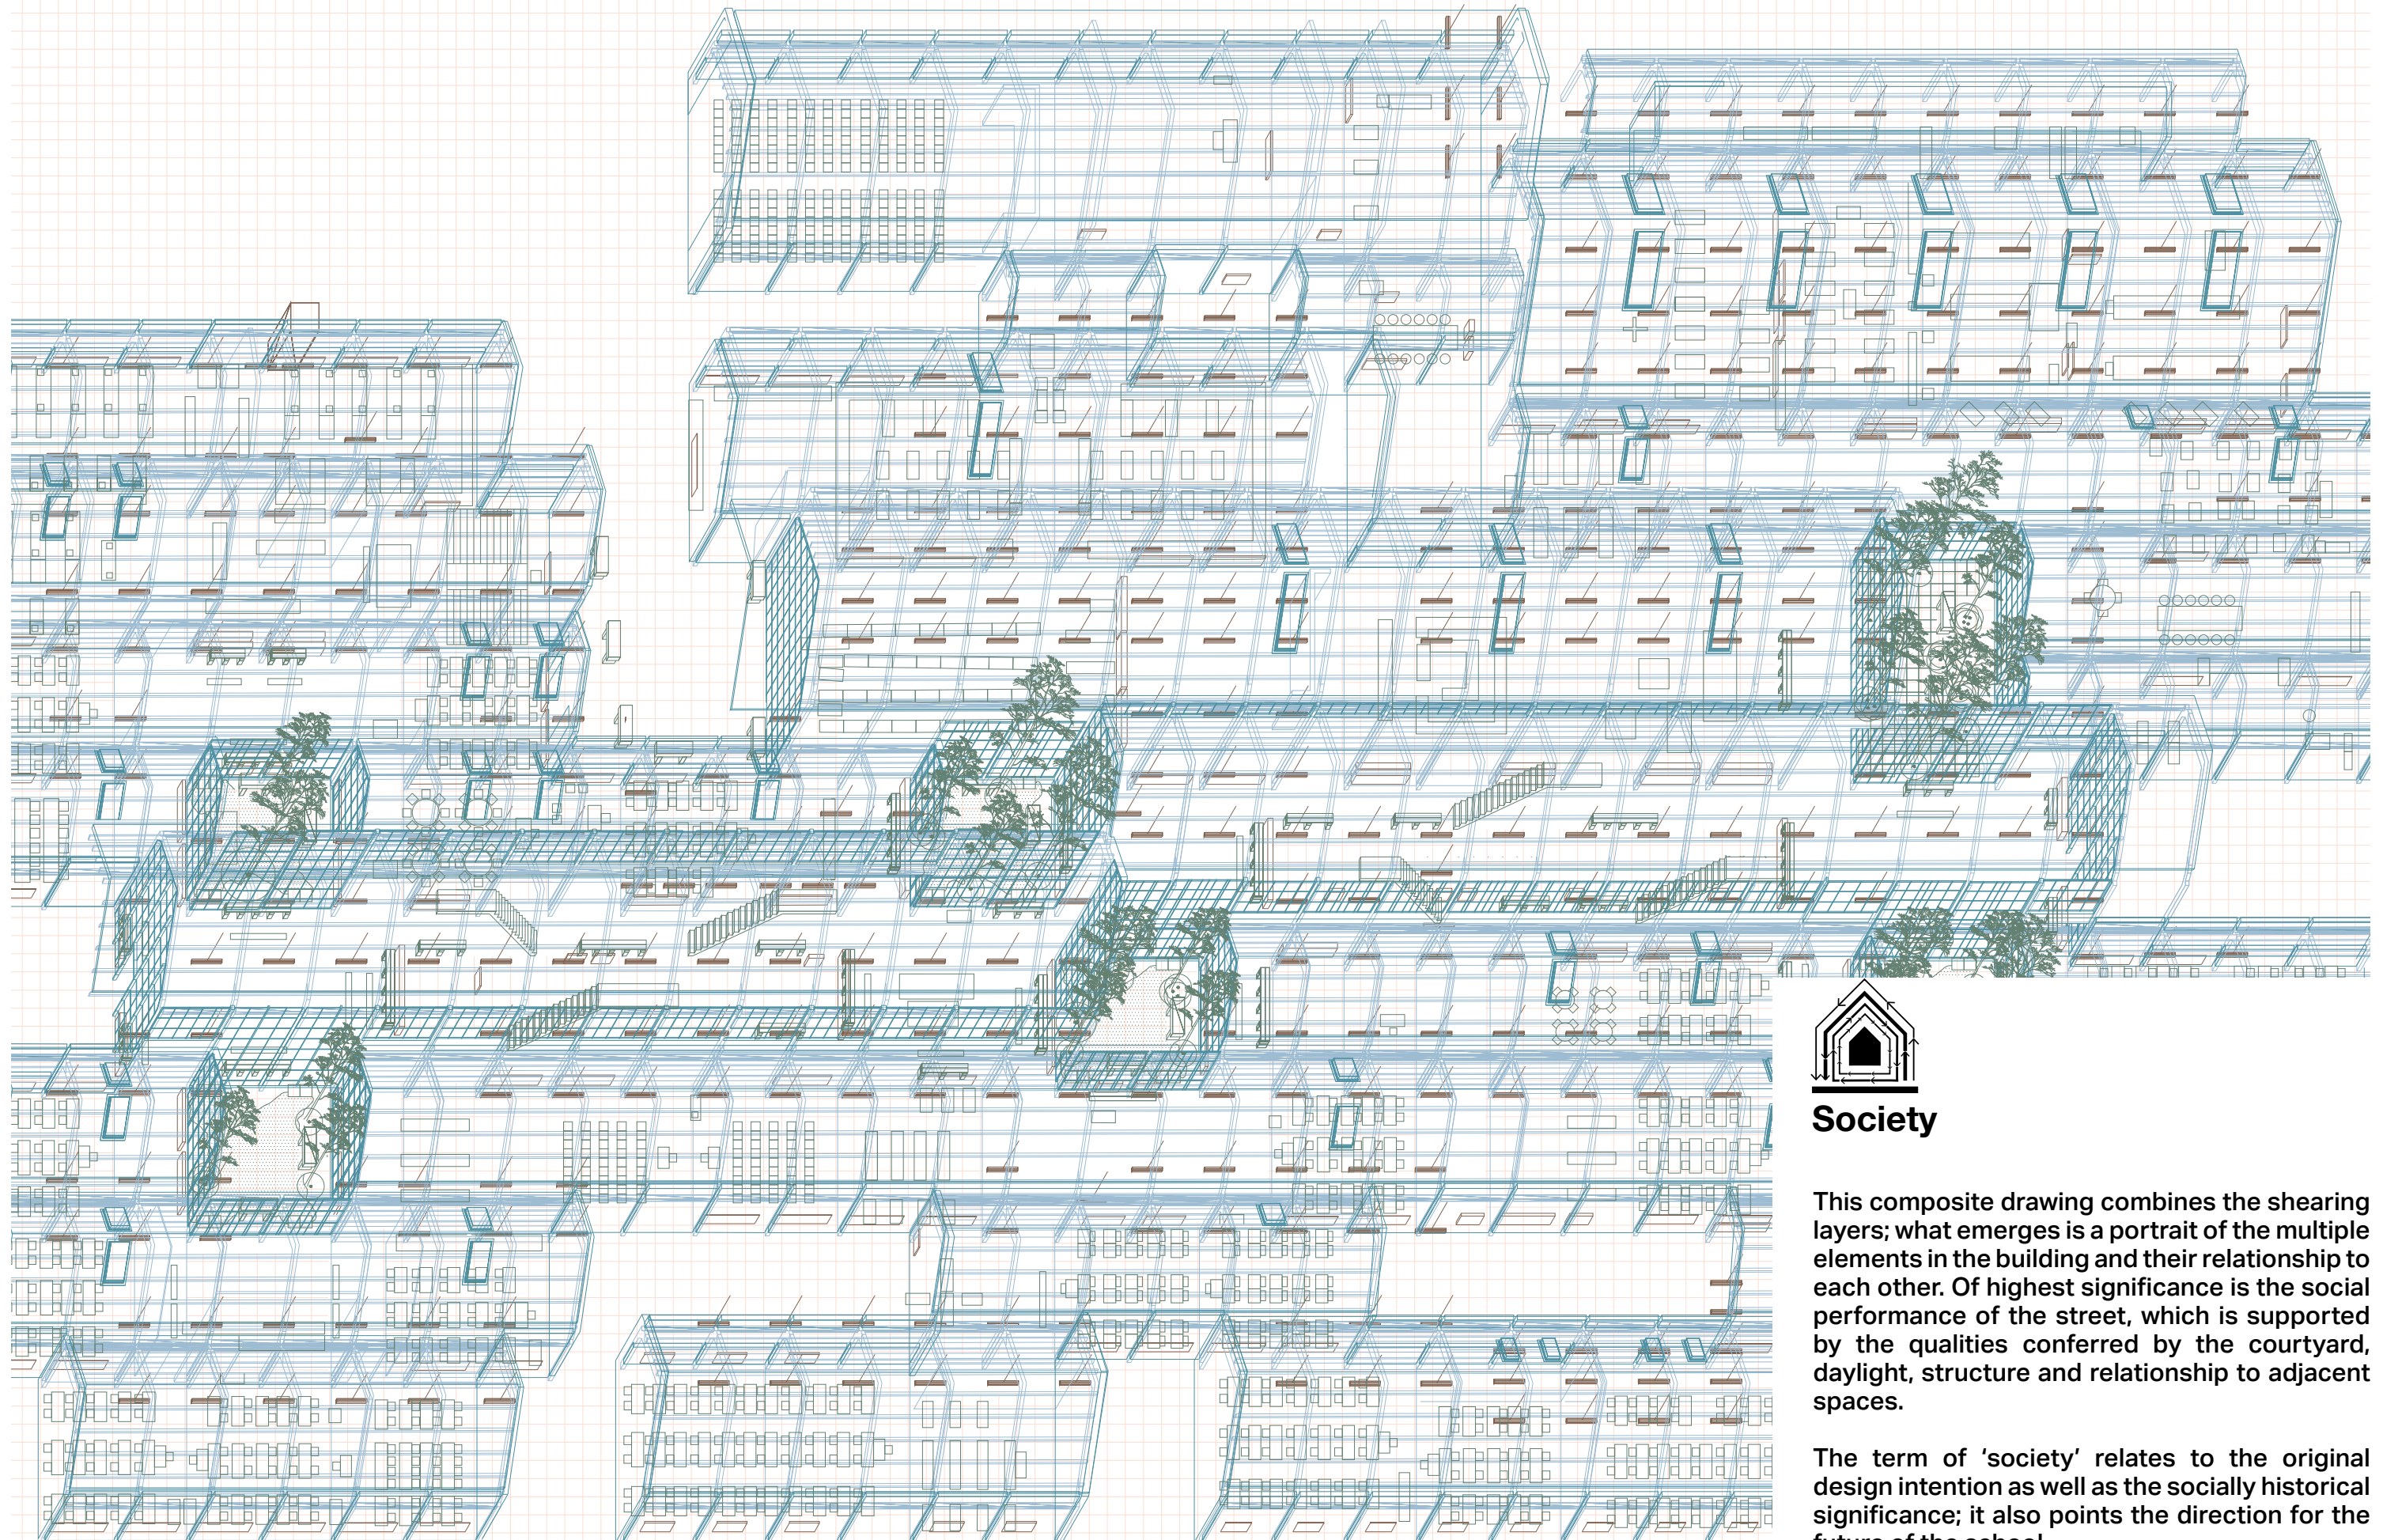 Society
This composite drawing combines the shearing
layers; what emerges is a portrait of the multiple
elements in the building and their relationship to
each other. Of highest significance is the social
performance of the street, which is supported
by the qualities conferred by the courtyard,
daylight, structure and relationship to adjacent
spaces.
The term of ‘society’ relates to the original
design intention as well as the socially historical
significance; it also points the direction for the
future of the school